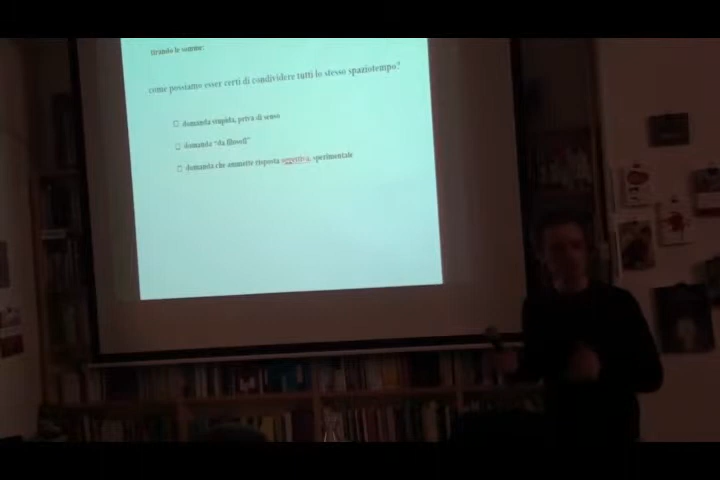 tirando le somme:
come possiamo esser certi di condividere tutti lo stesso spaziotempo?
domanda stupida, priva di senso
domanda "da filosofi"
domanda che ammette risposta oggettiva, sperimentale